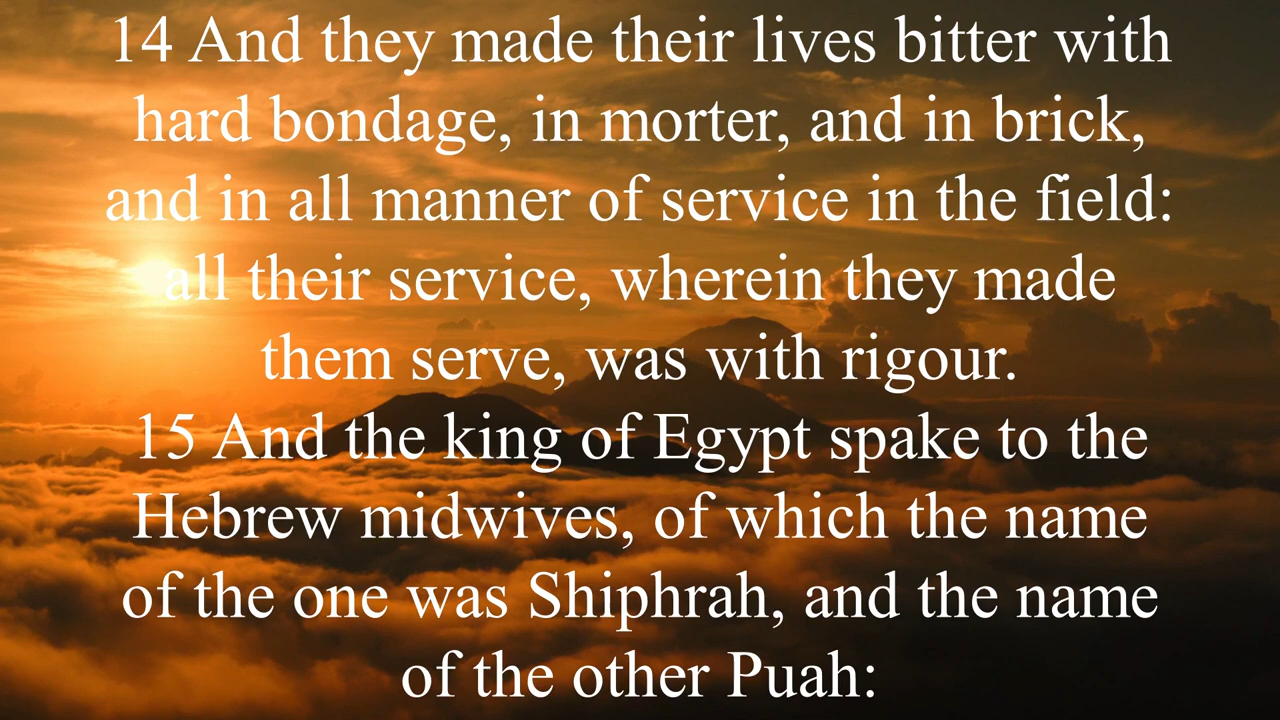 14 And they made their lives bitter with
hard bondage, in morter, and in brick,
and in all manner of service in the field:
all their service, wherein they made
them serve, was with rigour.
15 And the king of Egypt spake to the
Hebrew midwives, of which the name
of the one was Shiphrah, and the name
of the other Puah: